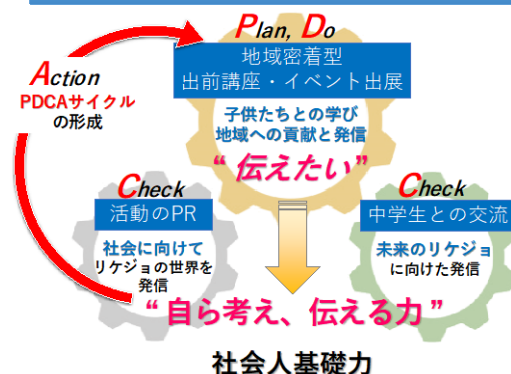 Plan, Do
地域密着型
出前講座・イベント出展
子供たちとの学び
地域への貢献と発信
“伝えたい”
Action
PDCAサイクル
の形成
Check
活動のPR
社会に向けて
リケジョの世界を
発信
Check
中学生との交流
未来のリケジョ
に向けた発信
“自ら考え、伝える力”
社会人基礎力